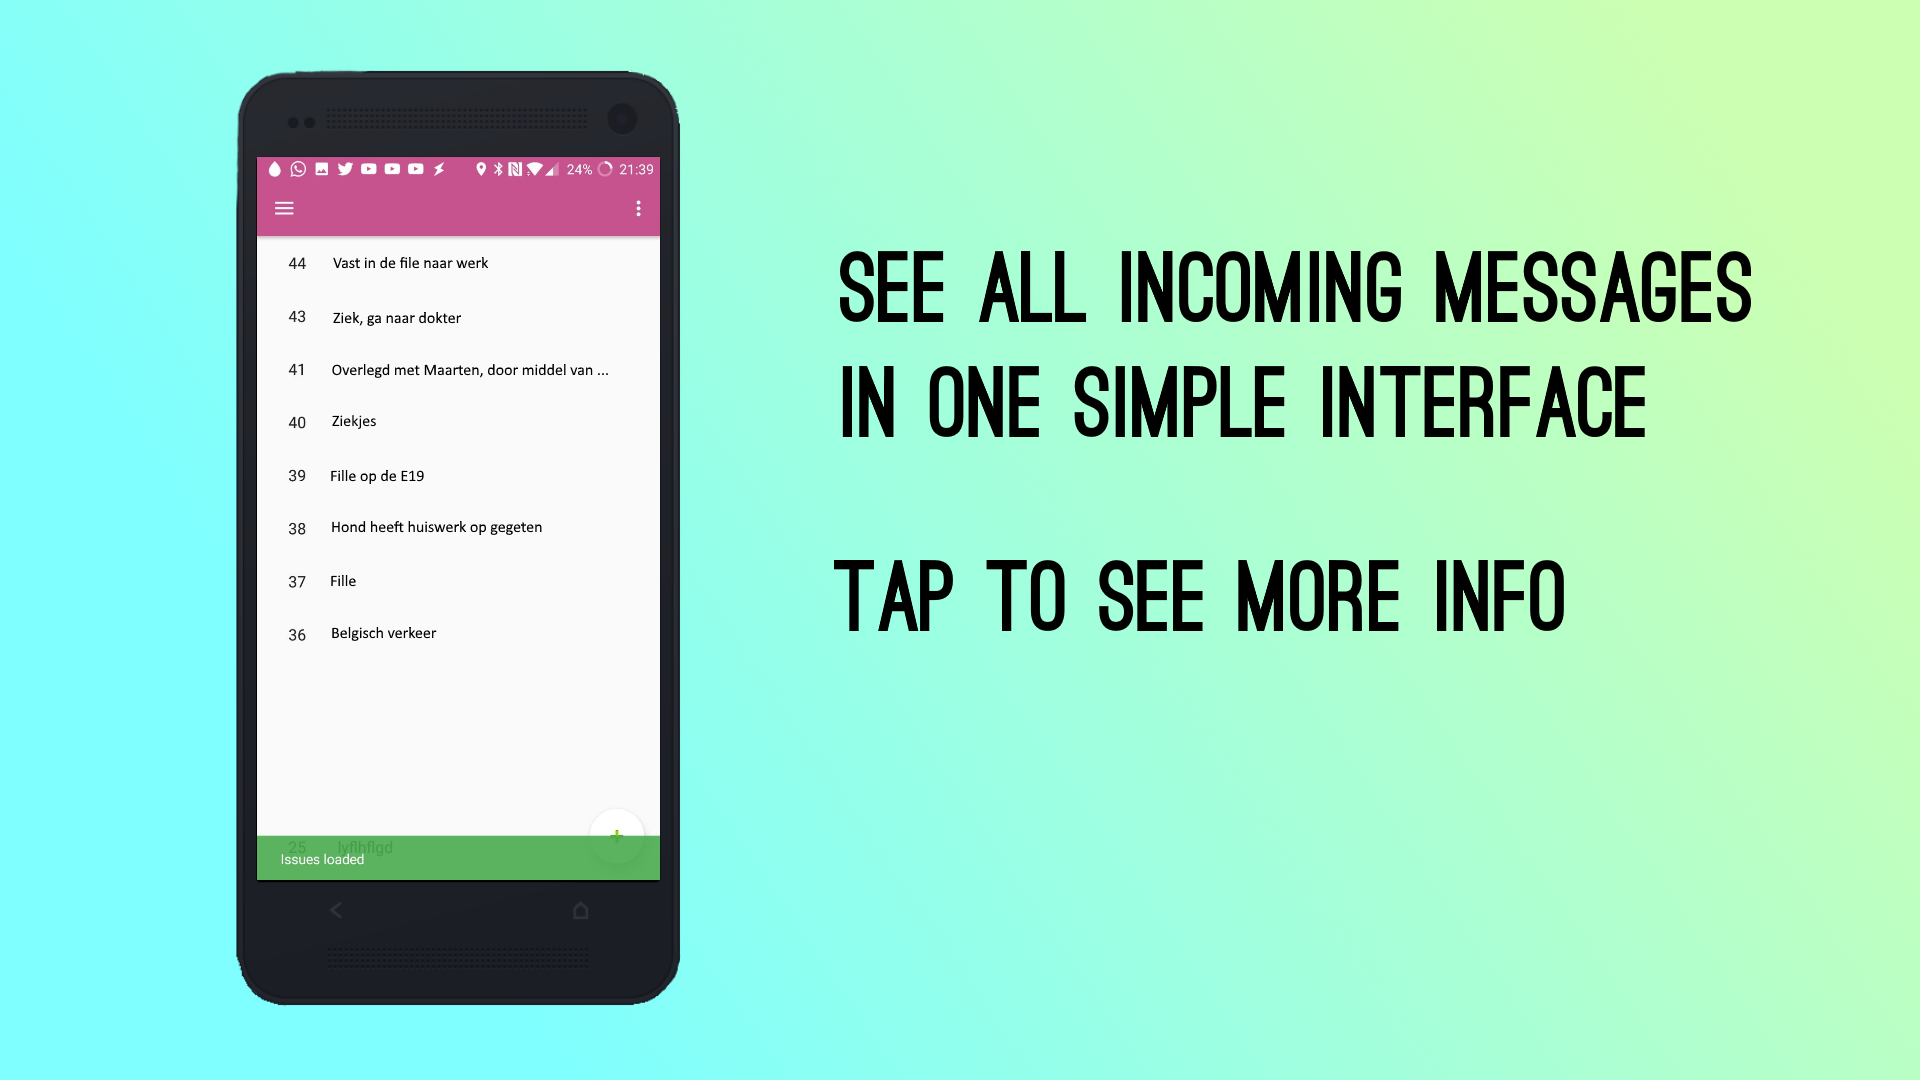 24% 21:39
44 Vast in de file naar werk
43 Ziek, ga naar dokter
41 Overlegd met Maarten, door middel van ...
40 Ziekjes
39 Fille op de E19
38 Hond heeft huiswerk op gegeten
37 Fille
36 Belgisch verkeer
25
Issues loaded
SEE ALL INCOMING MESSAGES
IN ONE SIMPLE INTERFACE
TAP TO SEE MORE INFO